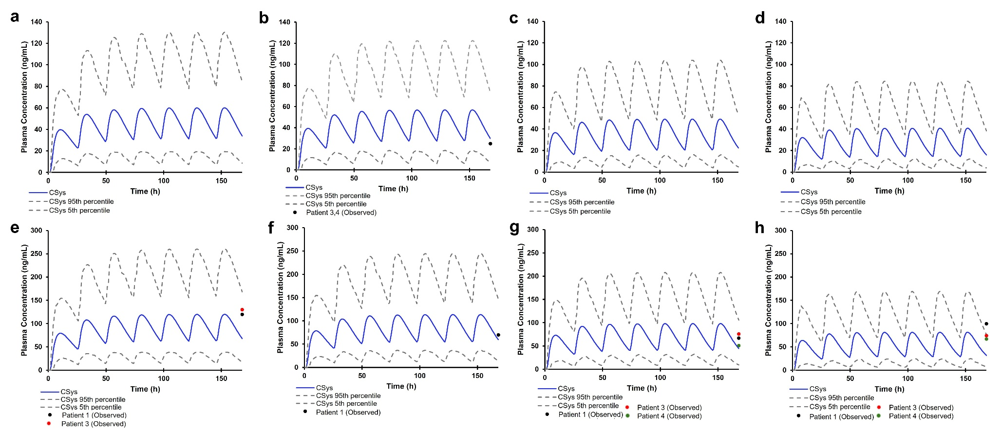 a
140
120
100
80
60
40
20
0
0 50 100 150
Plasma Concentration (ng/mL)
Time (h)
CSys
CSys 95th percentile
CSys 5th percentile
b
140
120
100
80
60
40
20
0
0 50 100 150
Plasma Concentration (ng/mL)
Time (h)
CSys
CSys 95th percentile
CSys 5th percentile
Patient 3,4 (Observed)
c
140
120
100
80
60
40
20
0
0 50 100 150
Plasma Concentration (ng/mL)
Time (h)
CSys
CSys 95th percentile
CSys 5th percentile
d
140
120
100
80
60
40
20
0
0 50 100 150
Plasma Concentration (ng/mL)
Time (h)
CSys
CSys 95th percentile
CSys 5th percentile
e
300
250
200
150
100
50
0
0 50 100 150
Plasma Concentration (ng/mL)
Time (h)
CSys
CSys 95th percentile
CSys 5th percentile
Patient 1 (Observed)
Patient 3 (Observed)
f
300
250
200
150
100
50
0
0 50 100 150
Plasma Concentration (ng/mL)
Time (h)
CSys
CSys 95th percentile
CSys 5th percentile
Patient 1 (Observed)
g
300
250
200
150
100
50
0
0 50 100 150
Plasma Concentration (ng/mL)
Time (h)
CSys
CSys 95th percentile
CSys 5th percentile
Patient 1 (Observed)
Patient 3 (Observed)
Patient 4 (Observed)
h
300
250
200
150
100
50
0
0 50 100 150
Plasma Concentration (ng/mL)
Time (h)
CSys
CSys 95th percentile
CSys 5th percentile
Patient 1 (Observed)
Patient 3 (Observed)
Patient 4 (Observed)